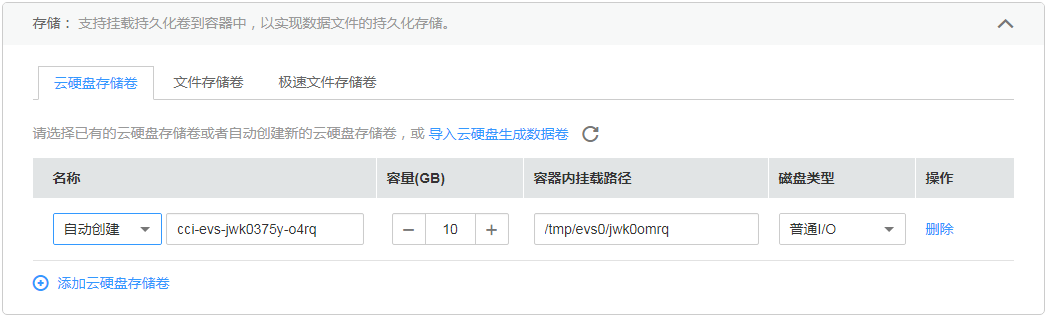 存储： 支持挂载持久化卷到容器中，以实现数据文件的持久化存储。
云硬盘存储卷 文件存储卷 极速文件存储卷
请选择已有的云硬盘存储卷或者自动创建新的云硬盘存储卷，或 导入云硬盘生成数据卷
名称 容量(GB) 容器内挂载路径 磁盘类型 操作
自动创建 cci-evs-jwk0375y-o4rq 10 /tmp/evs0/jwk0omrq 普通I/O 删除
添加云硬盘存储卷